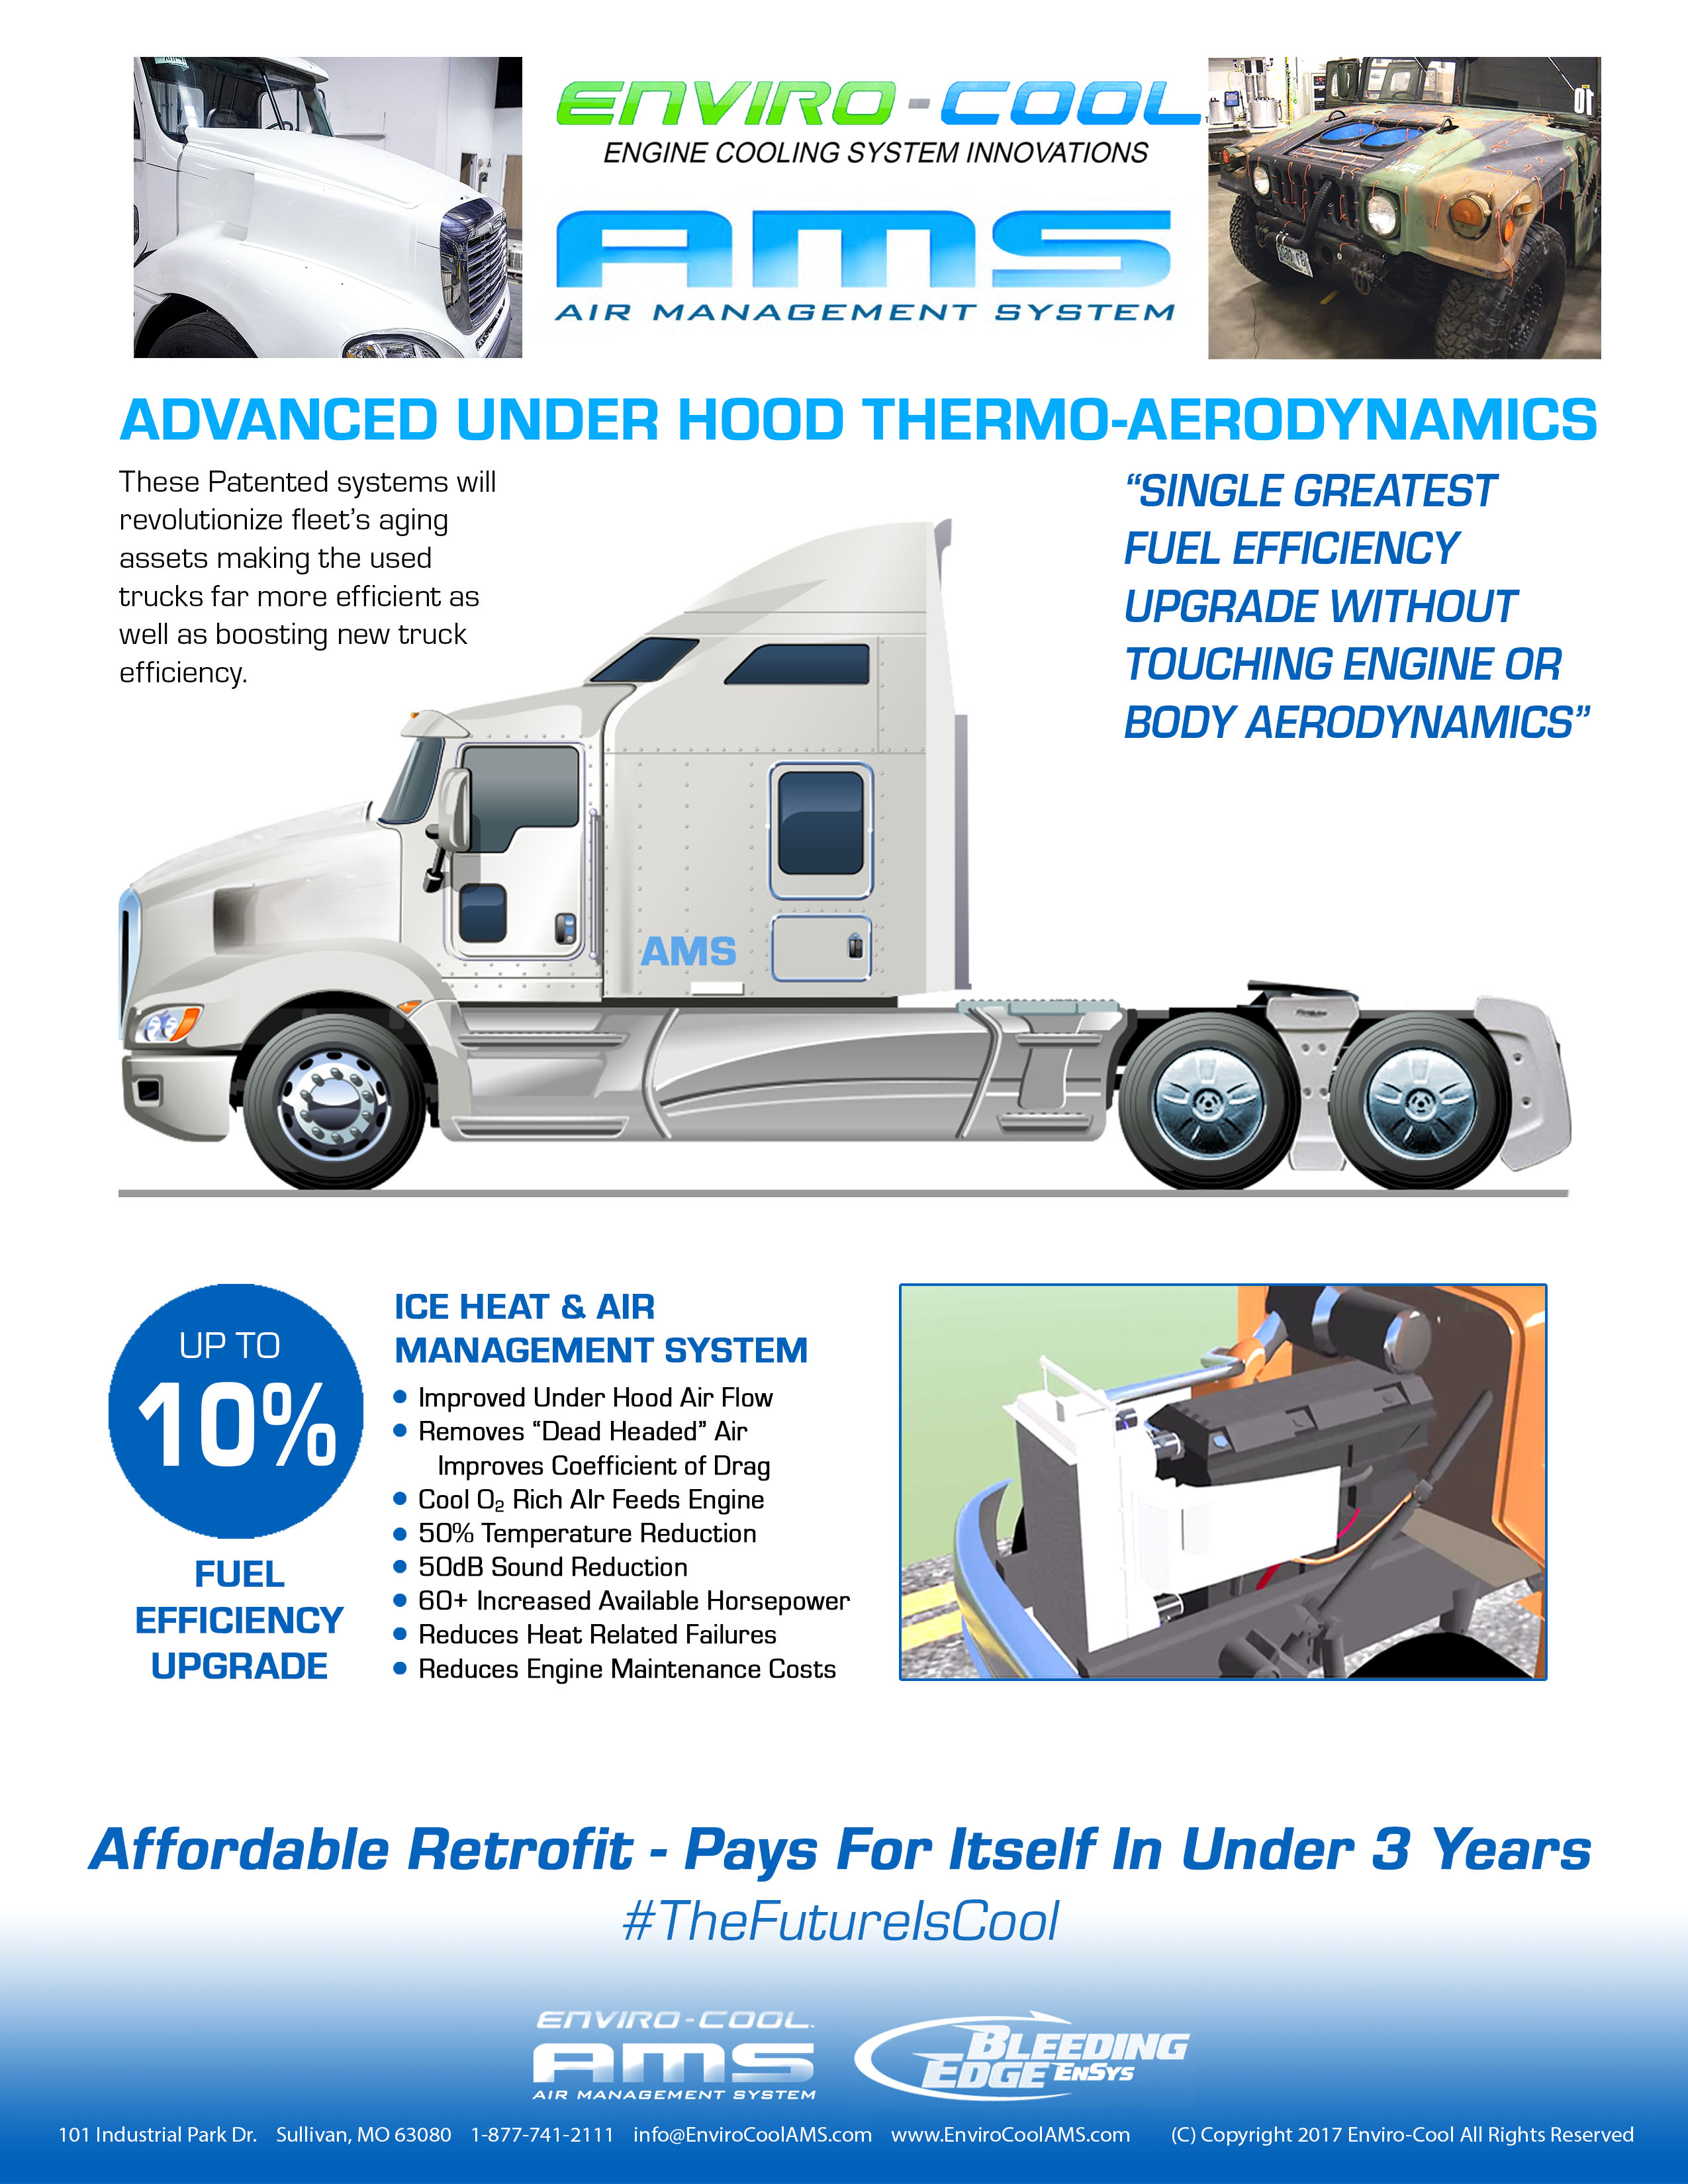 ENVIRO-COOL
ENGINE COOLING SYSTEM INNOVATIONS
AMS
AIR MANAGEMENT SYSTEM
ADVANCED UNDER HOOD THERMO-AERODYNAMICS
These Patented systems will
revolutionize fleet's aging
assets making the used
trucks far more efficient as
well as boosting new truck
efficiency.
“SINGLE GREATEST
FUEL EFFICIENCY
UPGRADE WITHOUT
TOUCHING ENGINE OR
BODY AERODYNAMICS”
AMS
UP TO
10%
FUEL
EFFICIENCY
UPGRADE
ICE HEAT & AIR
MANAGEMENT SYSTEM
• Improved Under Hood Air Flow
• Removes “Dead Headed” Air
Improves Coefficient of Drag
• Cool O₂ Rich AIr Feeds Engine
• 50% Temperature Reduction
• 50dB Sound Reduction
• 60+ Increased Available Horsepower
• Reduces Heat Related Failures
• Reduces Engine Maintenance Costs
Affordable Retrofit - Pays For Itself In Under 3 Years
#TheFutureIsCool
ENVIRO-COOL™
AMS
AIR MANAGEMENT SYSTEM
BLEEDING
EDGE ENSYS
101 Industrial Park Dr. Sullivan, MO 63080 1-877-741-2111 info@EnviroCoolAMS.com www.EnviroCoolAMS.com (C) Copyright 2017 Enviro-Cool All Rights Reserved